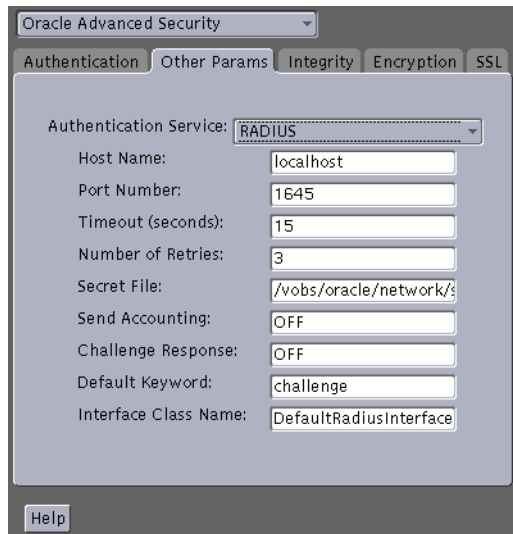 Oracle Advanced Security
Authentication Other Params Integrity Encryption SSL
Authentication Service: RADIUS
Host Name: localhost
Port Number: 1645
Timeout (seconds): 15
Number of Retries: 3
Secret File: /vobs/oracle/network/s
Send Accounting: OFF
Challenge Response: OFF
Default Keyword: challenge
Interface Class Name: DefaultRadiusInterface
Help